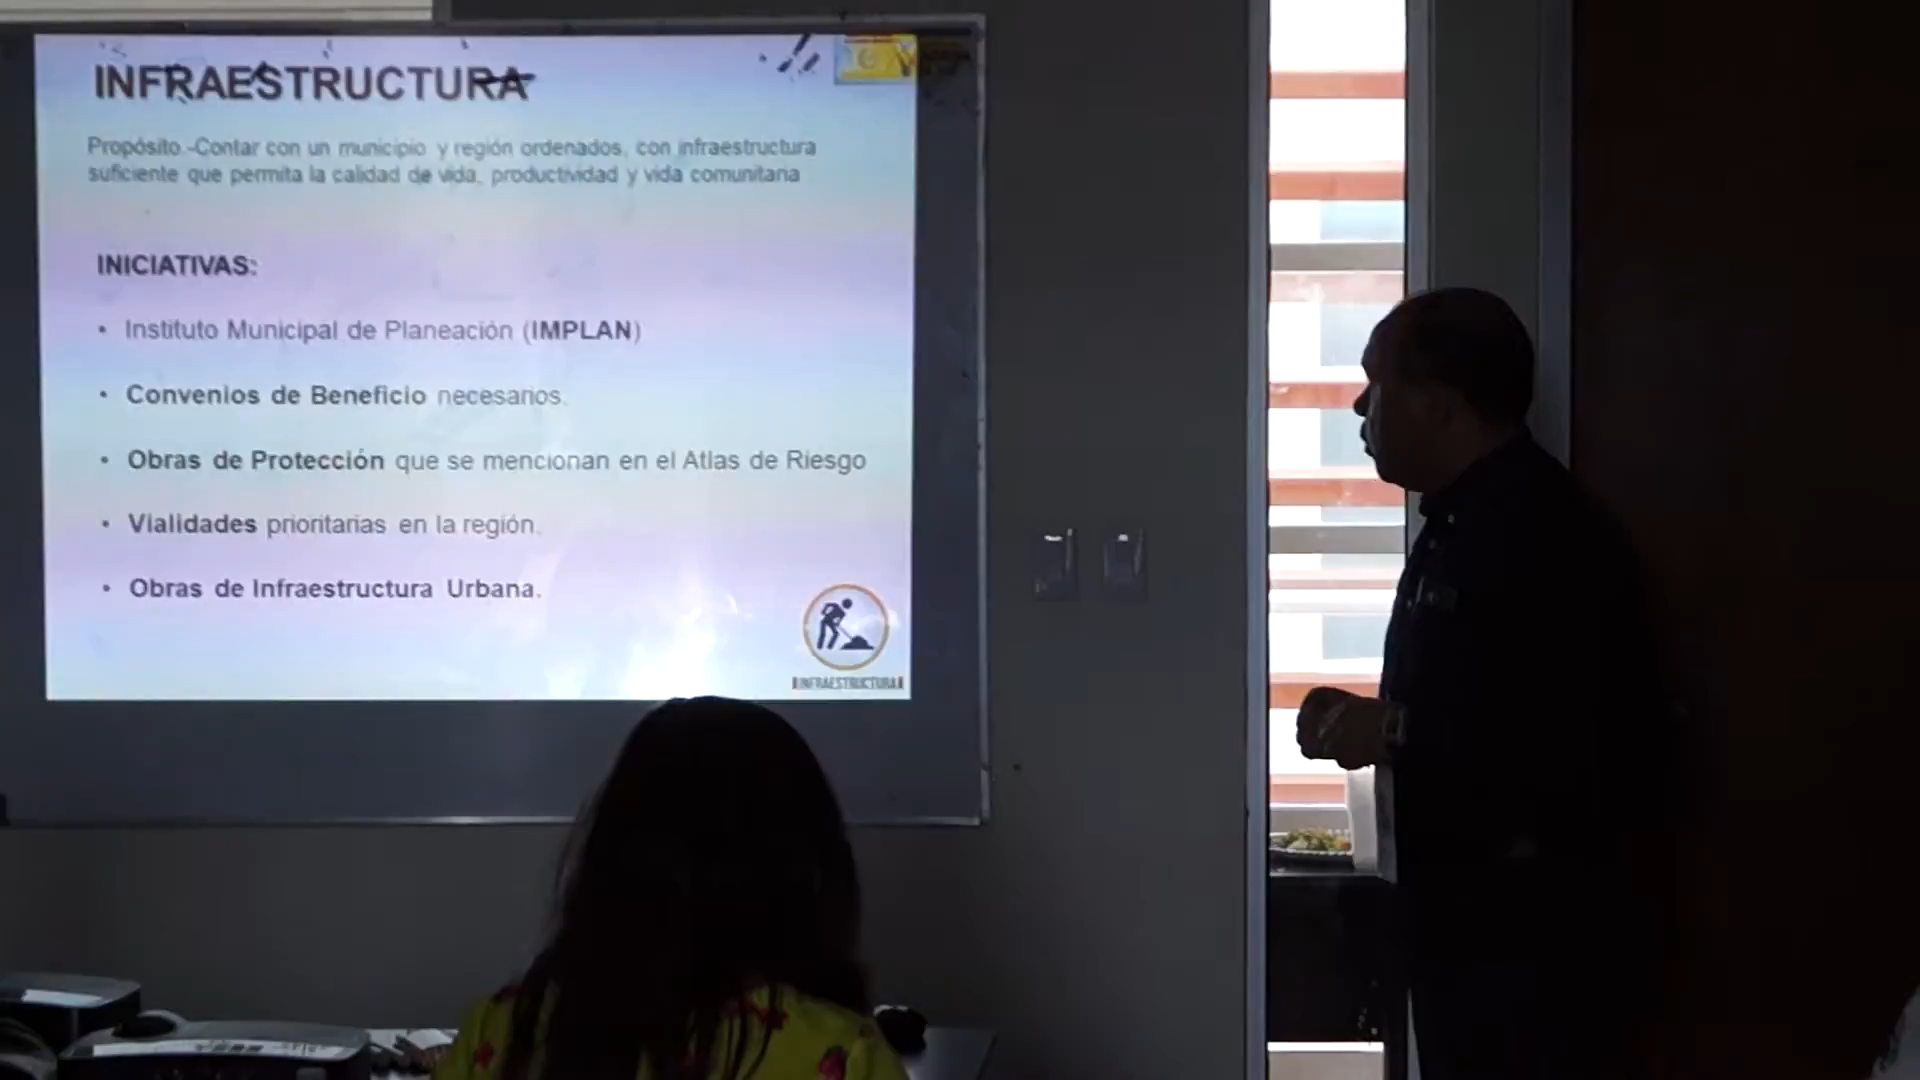 INFRAESTRUCTURA
Propósito.-Contar con un municipio y región ordenados, con infraestructura
suficiente que permita la calidad de vida, productividad y vida comunitaria
INICIATIVAS:
• Instituto Municipal de Planeación (IMPLAN)
• Convenios de Beneficio necesarios.
• Obras de Protección que se mencionan en el Atlas de Riesgo
• Vialidades prioritarias en la región.
• Obras de Infraestructura Urbana.
INFRAESTRUCTURA